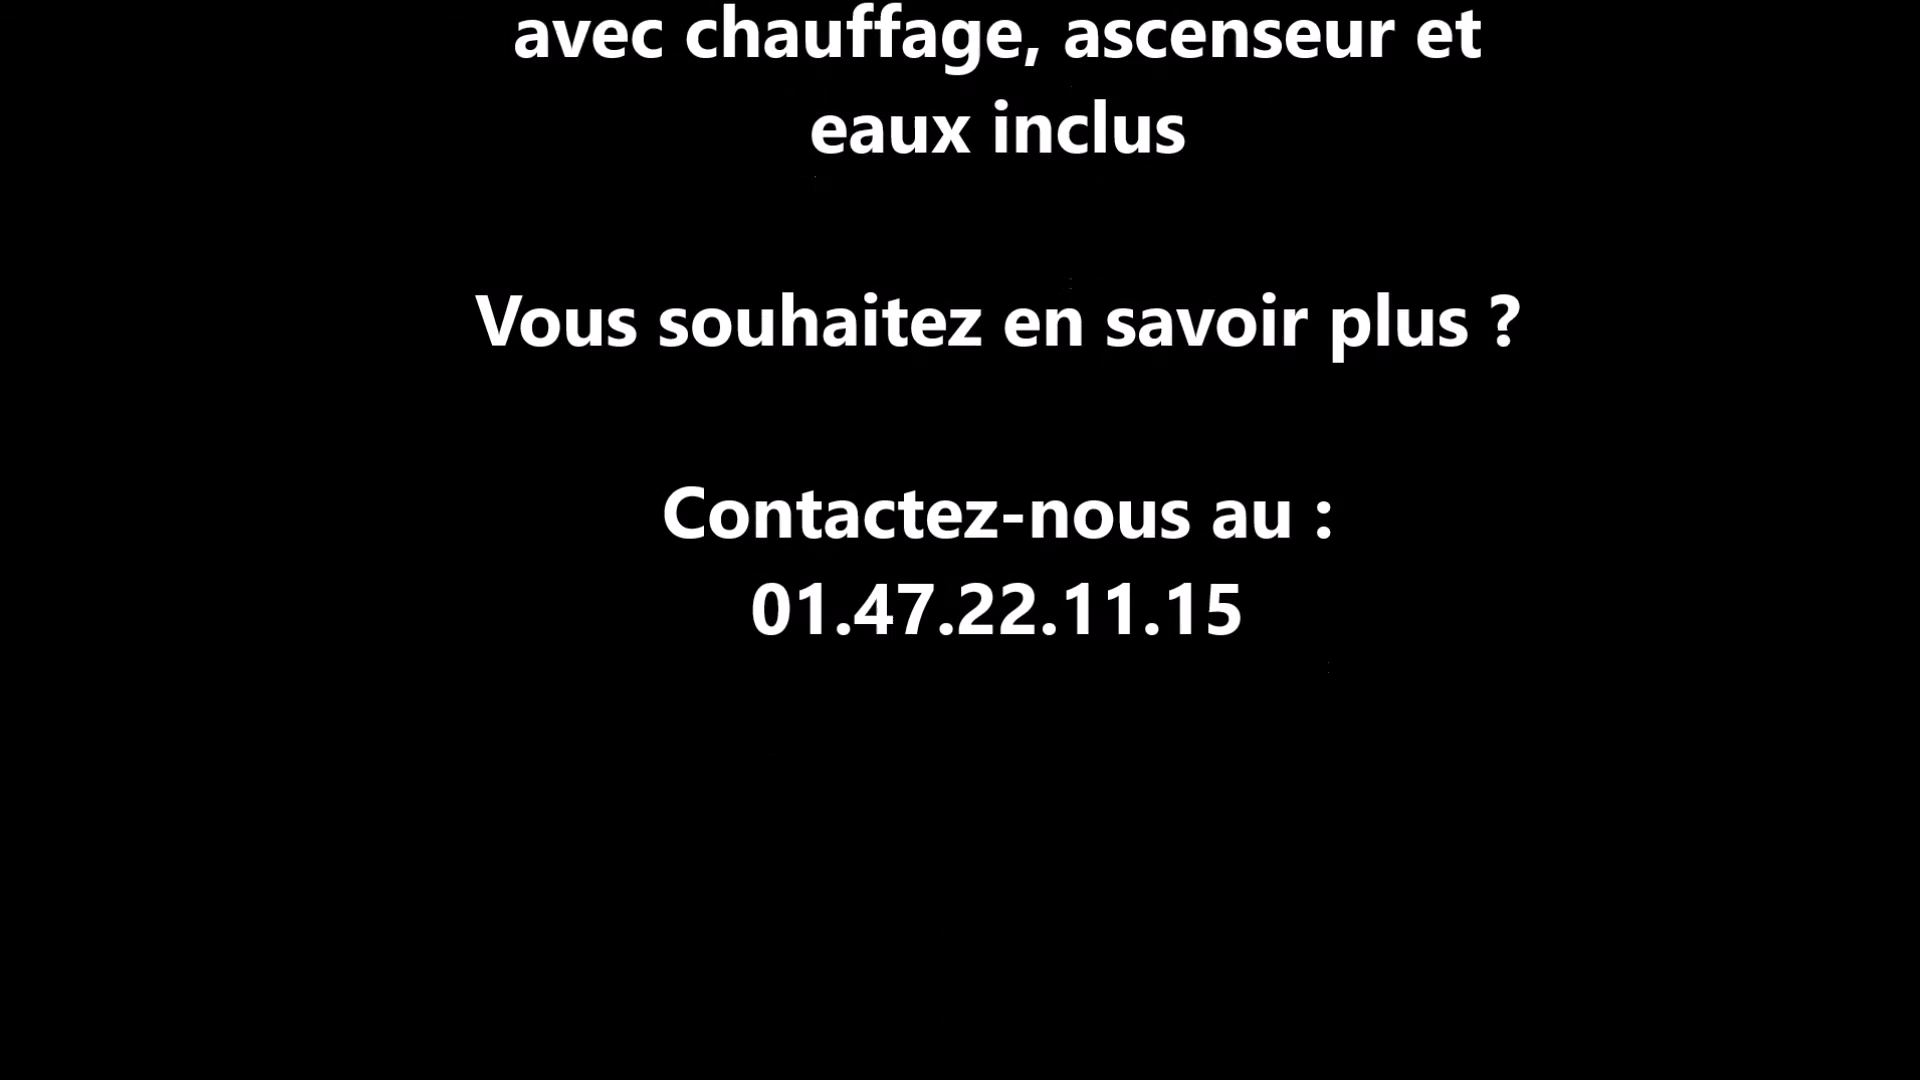 avec chauffage, ascenseur et
eaux inclus
Vous souhaitez en savoir plus ?
Contactez-nous au :
01.47.22.11.15